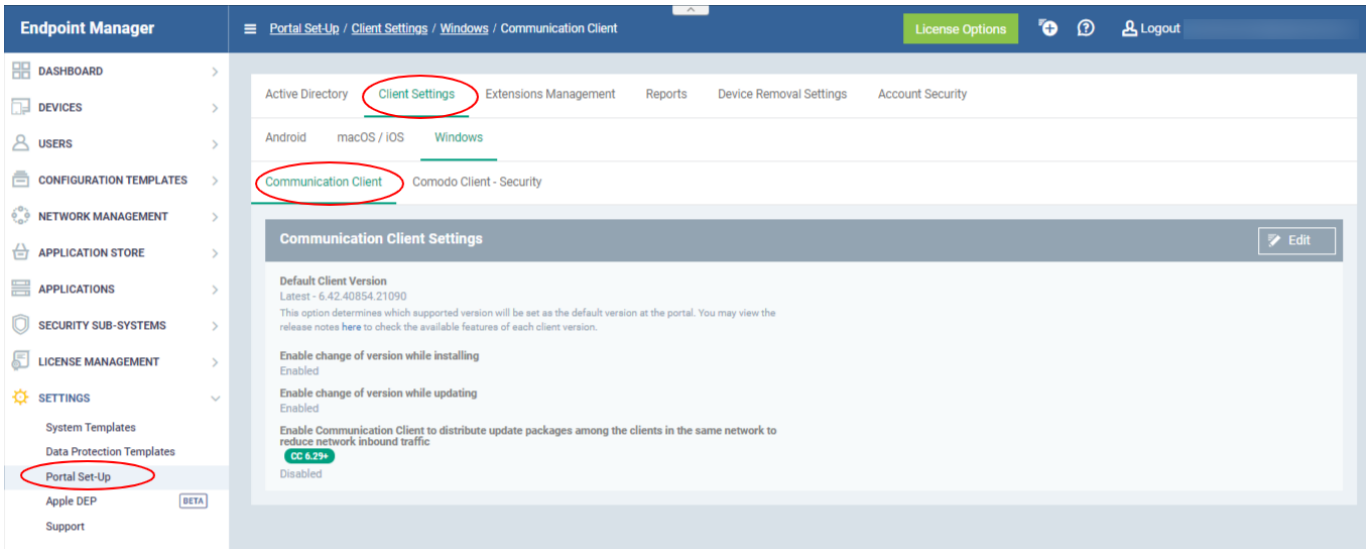 Endpoint Manager
Portal Set-Up / Client Settings / Windows / Communication Client
License Options
Logout
DASHBOARD
DEVICES
USERS
CONFIGURATION TEMPLATES
NETWORK MANAGEMENT
APPLICATION STORE
APPLICATIONS
SECURITY SUB-SYSTEMS
LICENSE MANAGEMENT
SETTINGS
System Templates
Data Protection Templates
Portal Set-Up
Apple DEP BETA
Support
Active Directory Client Settings Extensions Management Reports Device Removal Settings Account Security
Android macOS / iOS Windows
Communication Client Comodo Client - Security
Communication Client Settings
Edit
Default Client Version
Latest - 6.42.40854.21090
This option determines which supported version will be set as the default version at the portal. You may view the
release notes here to check the available features of each client version.
Enable change of version while installing
Enabled
Enable change of version while updating
Enabled
Enable Communication Client to distribute update packages among the clients in the same network to
reduce network inbound traffic
CC 6.29+
Disabled